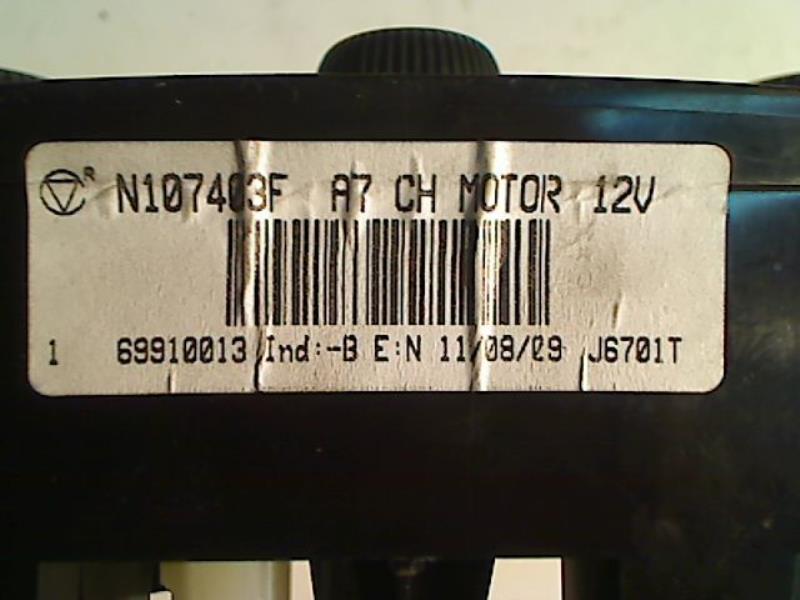 R N107403F A7 CH MOTOR 12V
1 69910013 Ind:-B E:N 11/08/09 J6701T